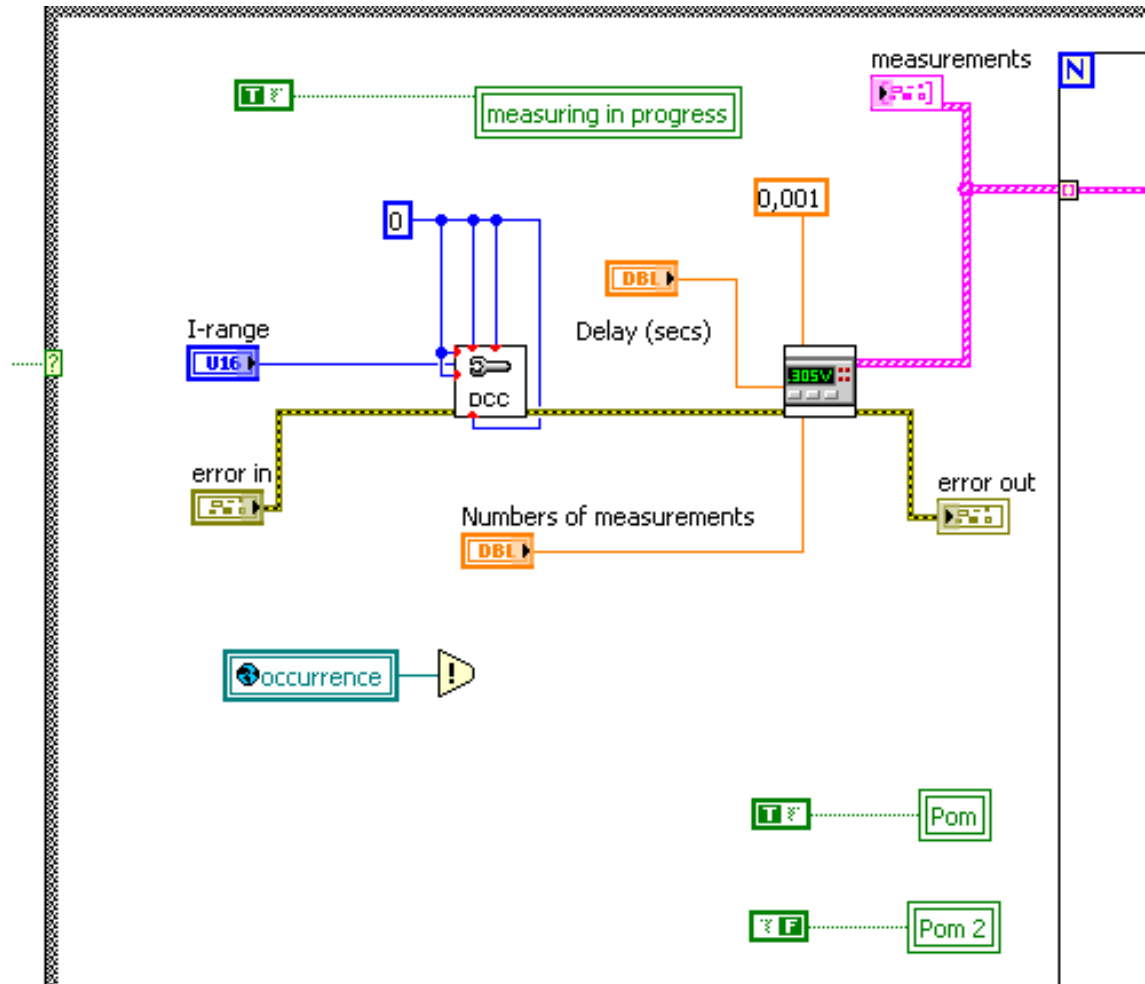 measurements
N
T
measuring in progress
0,001
0
DBL
I-range
Delay (secs)
U16
?
.305V
DCC
error in
error out
Numbers of measurements
DBL
occurrence
!
T
Pom
F
Pom 2